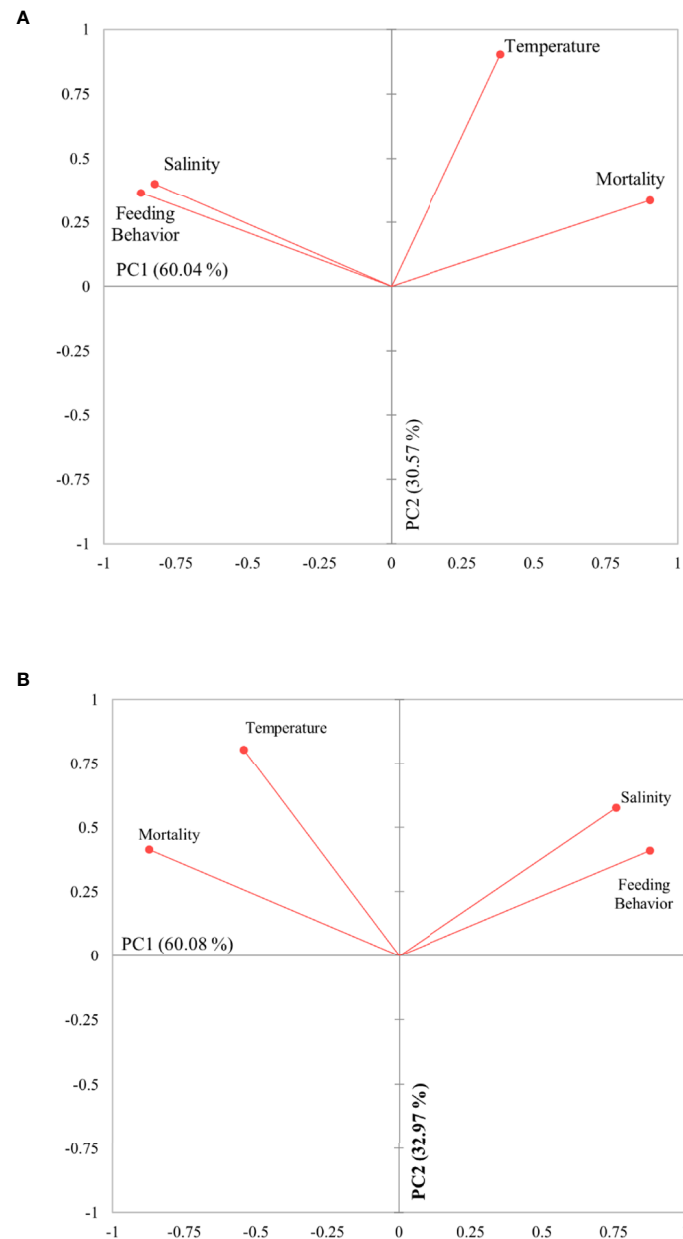 A
1
Temperature
0.75
0.5
Salinity
Mortality
0.25
Feeding
Behavior
PC1 (60.04 %)
0
-0.25
-0.5
PC2 (30.57 %)
-0.75
-1
-1 -0.75 -0.5 -0.25 0 0.25 0.5 0.75 1
B
1
Temperature
0.75
Salinity
0.5
Mortality
Feeding
Behavior
0.25
PC1 (60.08 %)
0
-0.25
-0.5
PC2 (32.97 %)
-0.75
-1
-1 -0.75 -0.5 -0.25 0 0.25 0.5 0.75